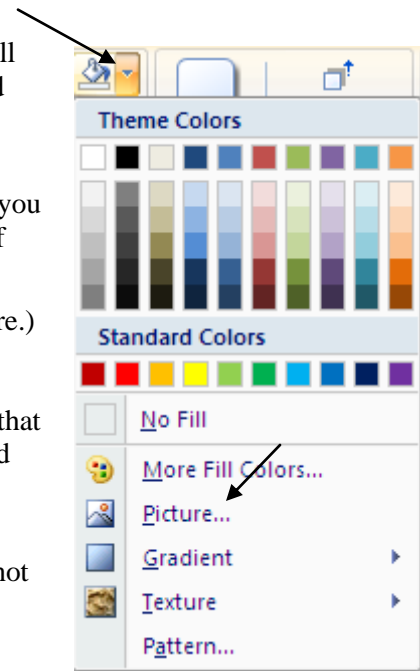 ll
d
you
f
re.)
that
d
not
Theme Colors
Standard Colors
No Fill
More Fill Colors...
Picture...
Gradient
Texture
Pattern...